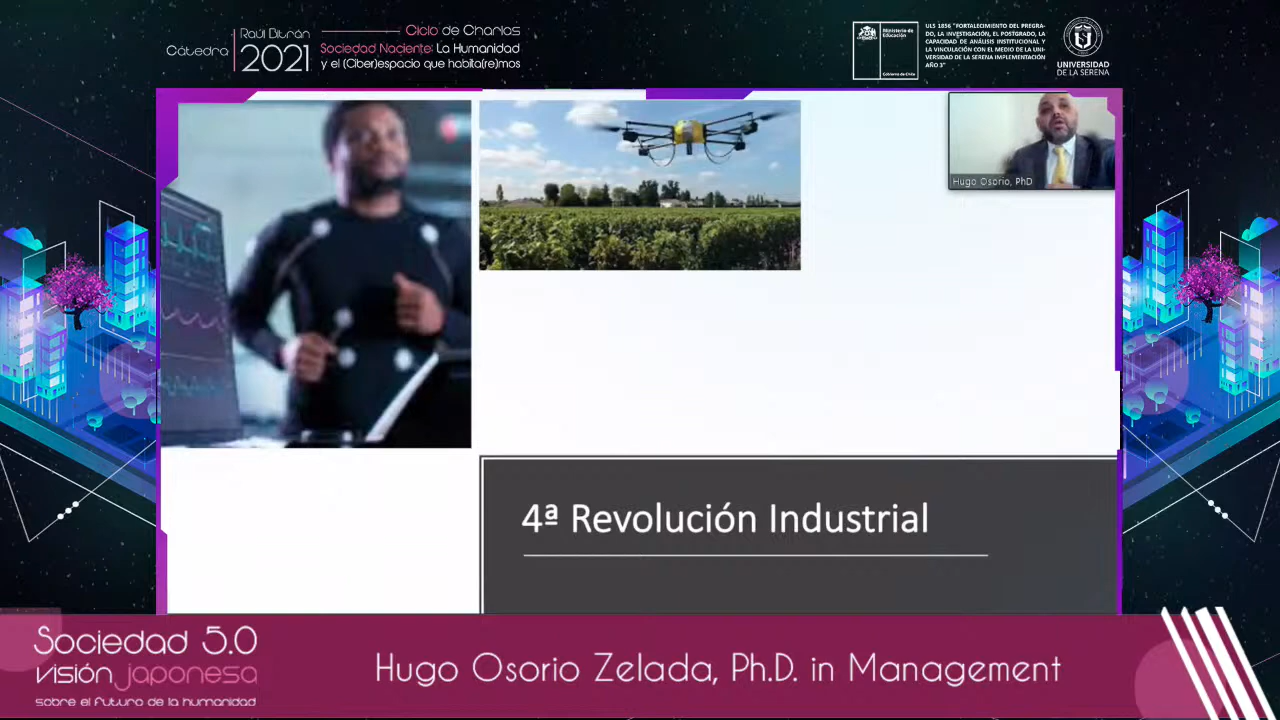 Cátedra
Raúl Bitrán
2021
Ciclo de Charlas
Sociedad Naciente: La Humanidad
y el (Ciber)espacio que habita(re)mos
Ministerio de
Educación
Gobierno de Chile
ULS 1856 "FORTALECIMIENTO DEL PREGRA-
DO, LA INVESTIGACIÓN, EL POSTGRADO, LA
CAPACIDAD DE ANÁLISIS INSTITUCIONAL Y
LA VINCULACIÓN CON EL MEDIO DE LA UNI-
VERSIDAD DE LA SERENA IMPLEMENTACIÓN
AÑO 3"
UNIVERSIDAD
DE LA SERENA
Hugo Osorio, PhD
4ª Revolución Industrial
Sociedad 5.0
visión japonesa
sobre el futuro de la humanidad
Hugo Osorio Zelada, Ph.D. in Management